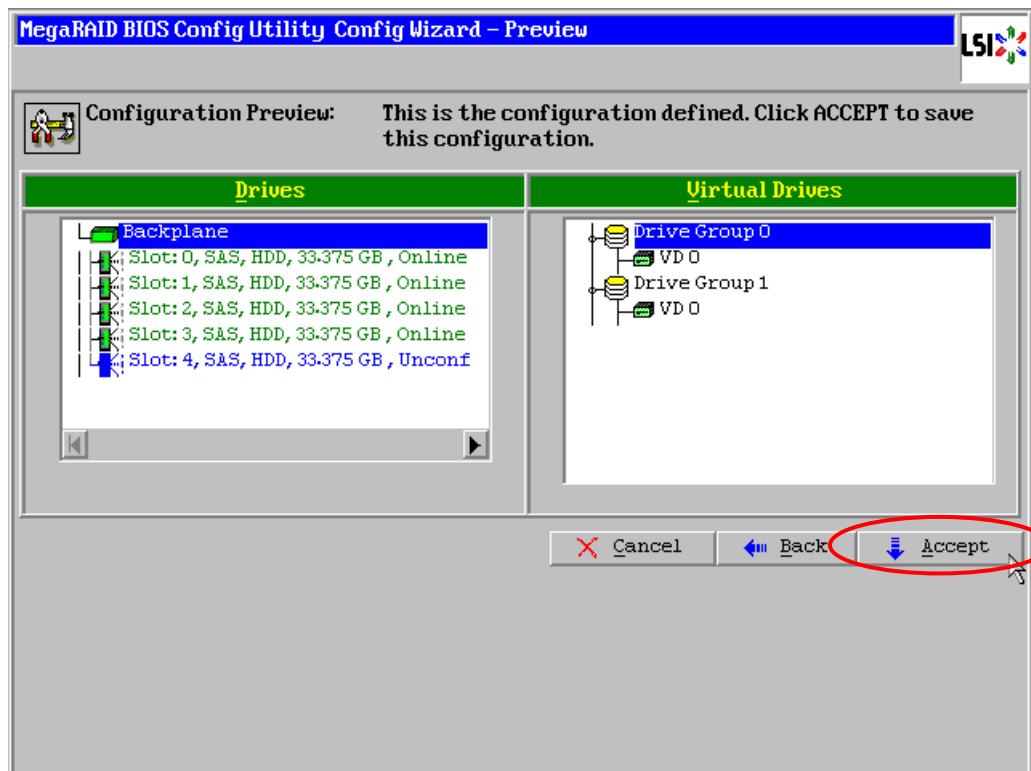 MegaRAID BIOS Config Utility Config Wizard – Preview
LSI
Configuration Preview:
This is the configuration defined. Click ACCEPT to save
this configuration.
Drives
Backplane
Slot: 0, SAS, HDD, 33.375 GB , Online
Slot: 1, SAS, HDD, 33.375 GB , Online
Slot: 2, SAS, HDD, 33.375 GB , Online
Slot: 3, SAS, HDD, 33.375 GB , Online
Slot: 4, SAS, HDD, 33.375 GB , Unconf
Virtual Drives
Drive Group 0
VD 0
Drive Group 1
VD 0
Cancel
Back
Accept